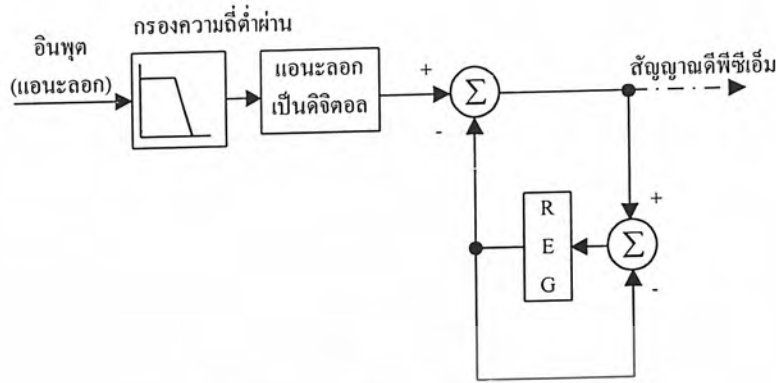 กรองความถี่ต่ำผ่าน
อินพุต
(แอนะลอก)
แอนะลอก
เป็นดิจิตอล
+
Σ
-
สัญญาณดีพีซีเอ็ม
R
E
G
+
Σ
-